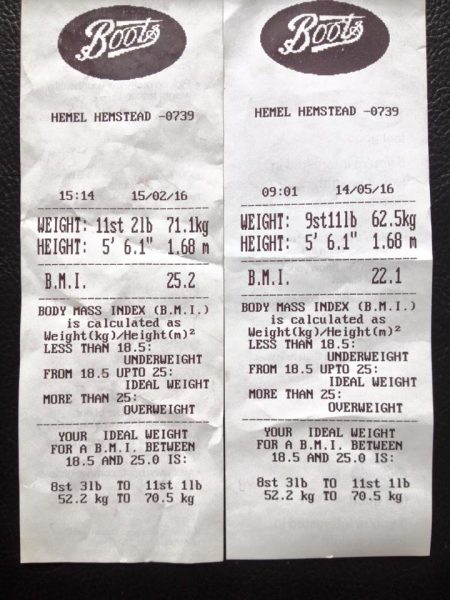 Boots
HEMEL HEMSTEAD -0739
15:14 15/02/16
WEIGHT: 11st 2lb 71.1kg
HEIGHT: 5' 6.1" 1.68 m
B.M.I. 25.2
BODY MASS INDEX (B.M.I.)
is calculated as
Weight(kg)/Height(m)²
LESS THAN 18.5:
UNDERWEIGHT
FROM 18.5 UPTO 25:
IDEAL WEIGHT
MORE THAN 25:
OVERWEIGHT
YOUR IDEAL WEIGHT
FOR A B.M.I. BETWEEN
18.5 AND 25.0 IS:
8st 3lb TO 11st 1lb
52.2 kg TO 70.5 kg
Boots
HEMEL HEMSTEAD -0739
09:01 14/05/16
WEIGHT: 9st11lb 62.5kg
HEIGHT: 5' 6.1" 1.68 m
B.M.I. 22.1
BODY MASS INDEX (B.M.I.)
is calculated as
Weight(kg)/Height(m)²
LESS THAN 18.5:
UNDERWEIGHT
FROM 18.5 UPTO 25:
IDEAL WEIGHT
MORE THAN 25:
OVERWEIGHT
YOUR IDEAL WEIGHT
FOR A B.M.I. BETWEEN
18.5 AND 25.0 IS:
8st 3lb TO 11st 1lb
52.2 kg TO 70.5 kg